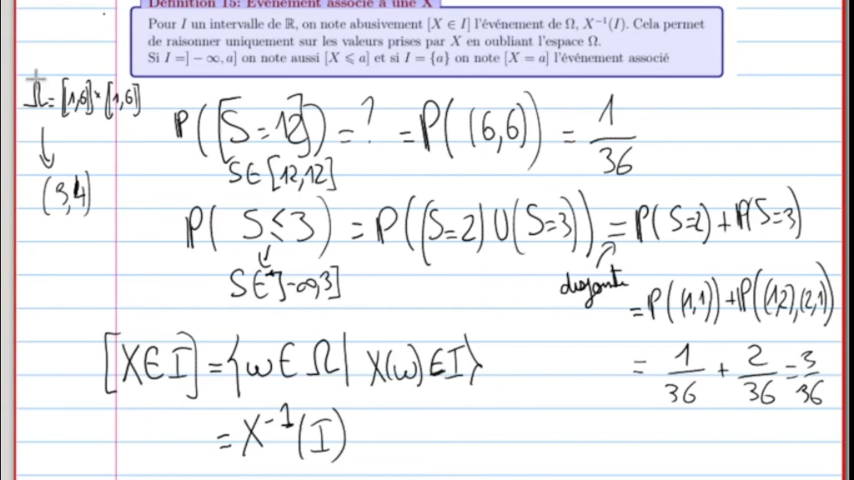 Définition 15: Évènement associé à une X
Pour I un intervalle de ℝ, on note abusivement [X ∈ I] l'événement de Ω, X⁻¹(I). Cela permet
de raisonner uniquement sur les valeurs prises par X en oubliant l'espace Ω.
Si I =] − ∞, a] on note aussi [X ⩽ a] et si I = {a} on note [X = a] l'événement associé
Ω = [1,6] × [1,6]
↓
(3,4)
P([S=12]) = ? = P((6,6)) = 1/36
S∈[12,12]
P(S≤3) = P((S=2)∪(S=3)) = P(S=2) + P(S=3)
↓
S∈]-∞,3]
disjointe
= P((1,1)) + P((1,2),(2,1))
= 1/36 + 2/36 = 3/36
[X∈I] = {ω∈Ω | X(ω)∈I}
= X⁻¹(I)